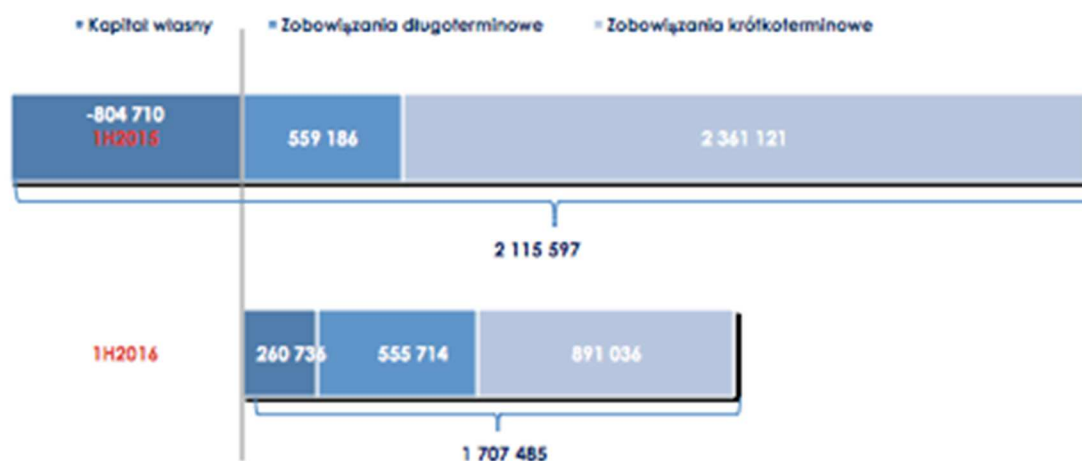 Kapitał własny Zobowiązania długoterminowe Zobowiązania krótkoterminowe
-804 710
1H2015
559 186
2 361 121
2 115 597
1H2016
260 736
555 714
891 036
1 707 485